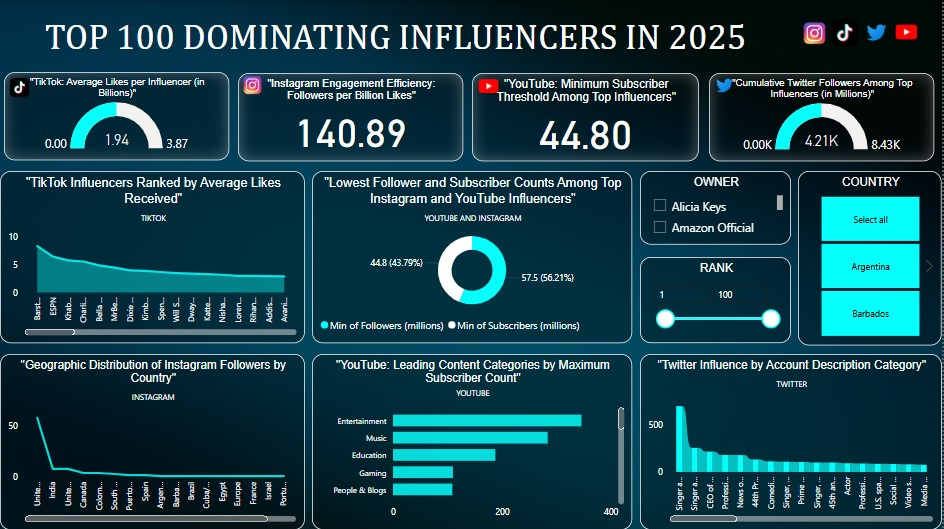 TOP 100 DOMINATING INFLUENCERS IN 2025
"TikTok: Average Likes per Influencer (in
Billions)"
0.00
1.94
3.87
"Instagram Engagement Efficiency:
Followers per Billion Likes"
140.89
"YouTube: Minimum Subscriber
Threshold Among Top Influencers"
44.80
"Cumulative Twitter Followers Among Top
Influencers (in Millions)"
0.00K
4.21K
8.43K
"TikTok Influencers Ranked by Average Likes
Received"
TIKTOK
10
5
0
Barst...
ESPN
Khab...
Charli...
Bella ...
MrBe...
Dixie ...
Kimb...
Spen...
Will S...
Dway...
Katte...
Nisha...
Loren...
Rihan...
Addis...
Avani...
"Lowest Follower and Subscriber Counts Among Top
Instagram and YouTube Influencers"
YOUTUBE AND INSTAGRAM
44.8 (43.79%)
57.5 (56.21%)
Min of Followers (millions)
Min of Subscribers (millions)
OWNER
Alicia Keys
Amazon Official
RANK
1
100
COUNTRY
Select all
Argentina
Barbados
"Geographic Distribution of Instagram Followers by
Country"
INSTAGRAM
50
0
Unite...
India
Unite...
Canada
Colom...
South ...
Puerto...
Spain
Argen...
Barba...
Brazil
Cuba/...
Egypt
Europe
France
Israel
Portu...
"YouTube: Leading Content Categories by Maximum
Subscriber Count"
YOUTUBE
Entertainment
Music
Education
Gaming
People & Blogs
0
200
400
"Twitter Influence by Account Description Category"
TWITTER
500
0
Singer a...
Singer a...
CEO of ...
Professi...
News o...
44th Pr...
Comedi...
Singer, ...
Prime ...
Singer, ...
45th an...
Actor
Professi...
U.S. spa...
Social ...
Video s...
Media ...